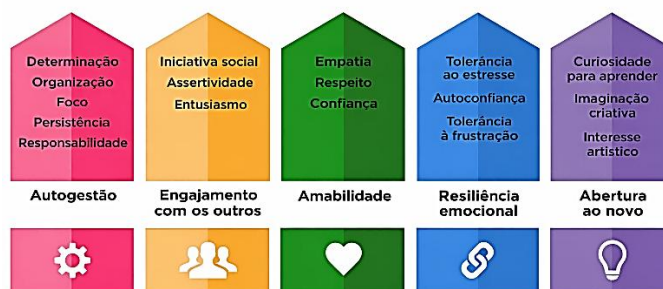 Determinação
Organização
Foco
Persistência
Responsabilidade
Autogestão
Iniciativa social
Assertividade
Entusiasmo
Engajamento
com os outros
Empatia
Respeito
Confiança
Amabilidade
Tolerância
ao estresse
Autoconfiança
Tolerância
à frustração
Resiliência
emocional
Curiosidade
para aprender
Imaginação
criativa
Interesse
artistico
Abertura
ao novo